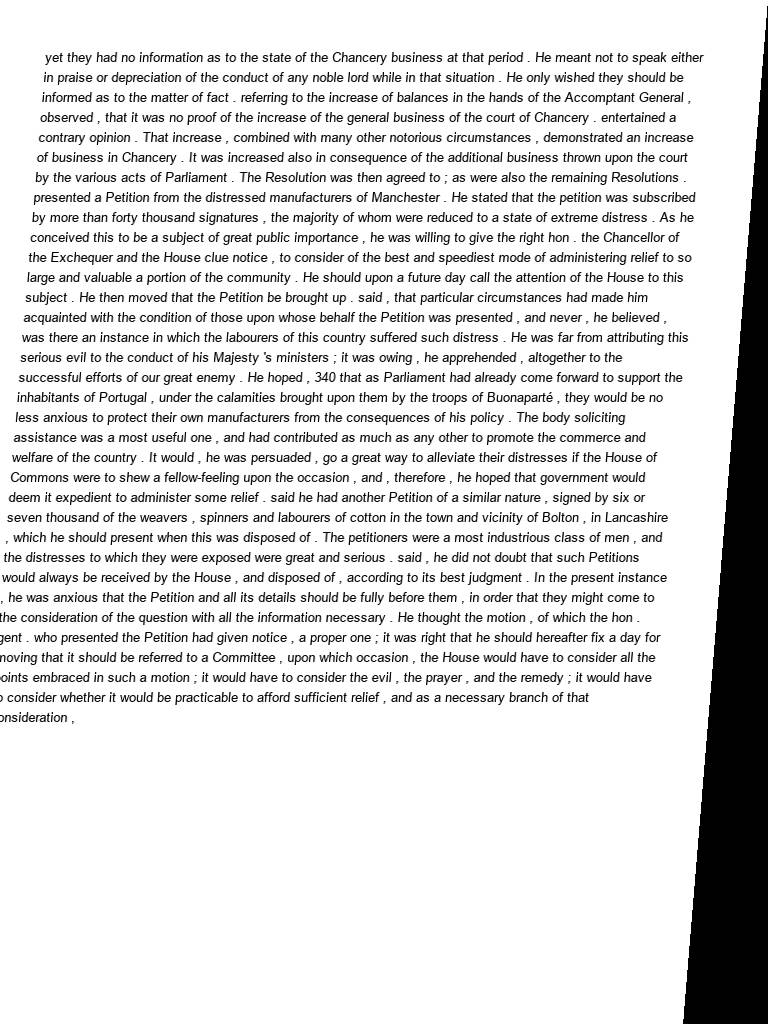 yet they had no information as to the state of the Chancery business at that period . He meant not to speak either
in praise or depreciation of the conduct of any noble lord while in that situation . He only wished they should be
informed as to the matter of fact . referring to the increase of balances in the hands of the Accomptant General ,
observed , that it was no proof of the increase of the general business of the court of Chancery . entertained a
contrary opinion . That increase , combined with many other notorious circumstances , demonstrated an increase
of business in Chancery . It was increased also in consequence of the additional business thrown upon the court
by the various acts of Parliament . The Resolution was then agreed to ; as were also the remaining Resolutions .
presented a Petition from the distressed manufacturers of Manchester . He stated that the petition was subscribed
by more than forty thousand signatures , the majority of whom were reduced to a state of extreme distress . As he
conceived this to be a subject of great public importance , he was willing to give the right hon . the Chancellor of
the Exchequer and the House clue notice , to consider of the best and speediest mode of administering relief to so
large and valuable a portion of the community . He should upon a future day call the attention of the House to this
subject . He then moved that the Petition be brought up . said , that particular circumstances had made him
acquainted with the condition of those upon whose behalf the Petition was presented , and never , he believed ,
was there an instance in which the labourers of this country suffered such distress . He was far from attributing this
serious evil to the conduct of his Majesty 's ministers ; it was owing , he apprehended , altogether to the
successful efforts of our great enemy . He hoped , 340 that as Parliament had already come forward to support the
inhabitants of Portugal , under the calamities brought upon them by the troops of Buonaparté , they would be no
less anxious to protect their own manufacturers from the consequences of his policy . The body soliciting
assistance was a most useful one , and had contributed as much as any other to promote the commerce and
welfare of the country . It would , he was persuaded , go a great way to alleviate their distresses if the House of
Commons were to shew a fellow-feeling upon the occasion , and , therefore , he hoped that government would
deem it expedient to administer some relief . said he had another Petition of a similar nature , signed by six or
seven thousand of the weavers , spinners and labourers of cotton in the town and vicinity of Bolton , in Lancashire
, which he should present when this was disposed of . The petitioners were a most industrious class of men , and
the distresses to which they were exposed were great and serious . said , he did not doubt that such Petitions
would always be received by the House , and disposed of , according to its best judgment . In the present instance
, he was anxious that the Petition and all its details should be fully before them , in order that they might come to
the consideration of the question with all the information necessary . He thought the motion , of which the hon .
gent . who presented the Petition had given notice , a proper one ; it was right that he should hereafter fix a day for
moving that it should be referred to a Committee , upon which occasion , the House would have to consider all the
points embraced in such a motion ; it would have to consider the evil , the prayer , and the remedy ; it would have
to consider whether it would be practicable to afford sufficient relief , and as a necessary branch of that
onsideration ,